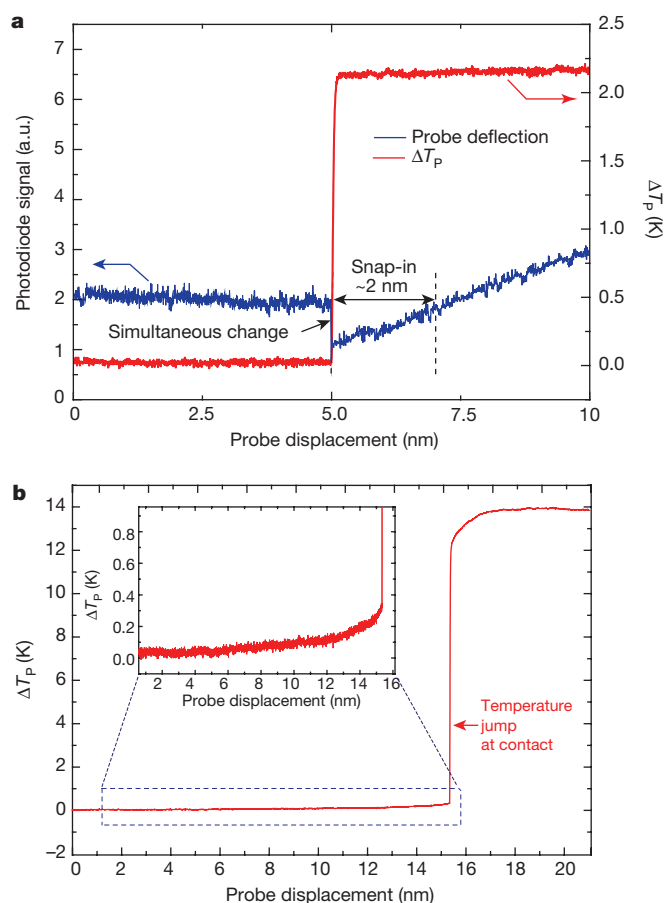 a
7
6
5
4
3
2
1
0
Photodiode signal (a.u.)
2.5
2.0
1.5
1.0
0.5
0.0
ΔTP (K)
Probe deflection
ΔTP
Snap-in
~2 nm
Simultaneous change
0
2.5
5.0
7.5
10
Probe displacement (nm)
b
14
12
10
8
6
4
2
0
–2
ΔTP (K)
0.8
0.6
0.4
0.2
0.0
ΔTP (K)
2 4 6 8 10 12 14 16
Probe displacement (nm)
Temperature
jump
at contact
0 2 4 6 8 10 12 14 16 18 20
Probe displacement (nm)